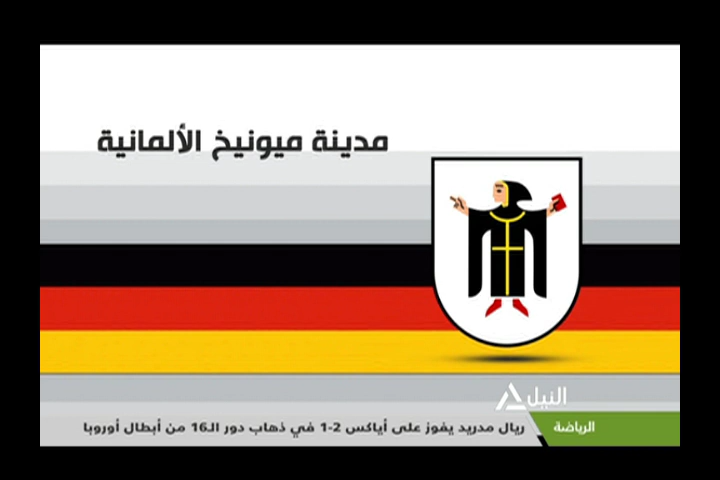 مدينة ميونيخ الألمانية
النيل
الرياضة
ريال مدريد يفوز على أياكس 2-1 في ذهاب دور الـ16 من أبطال أوروبا